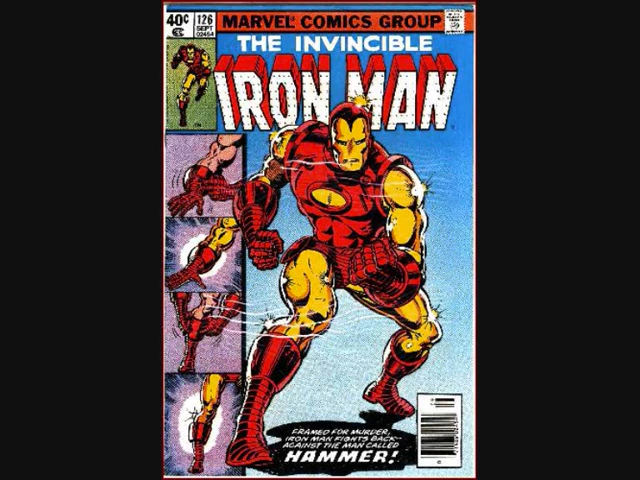 40¢ 126 MARVEL COMICS GROUP
SEPT
02454
THE INVINCIBLE
IRON MAN
FRAMED FOR MURDER,
IRON MAN FIGHTS BACK--
AGAINST THE MAN CALLED
HAMMER!